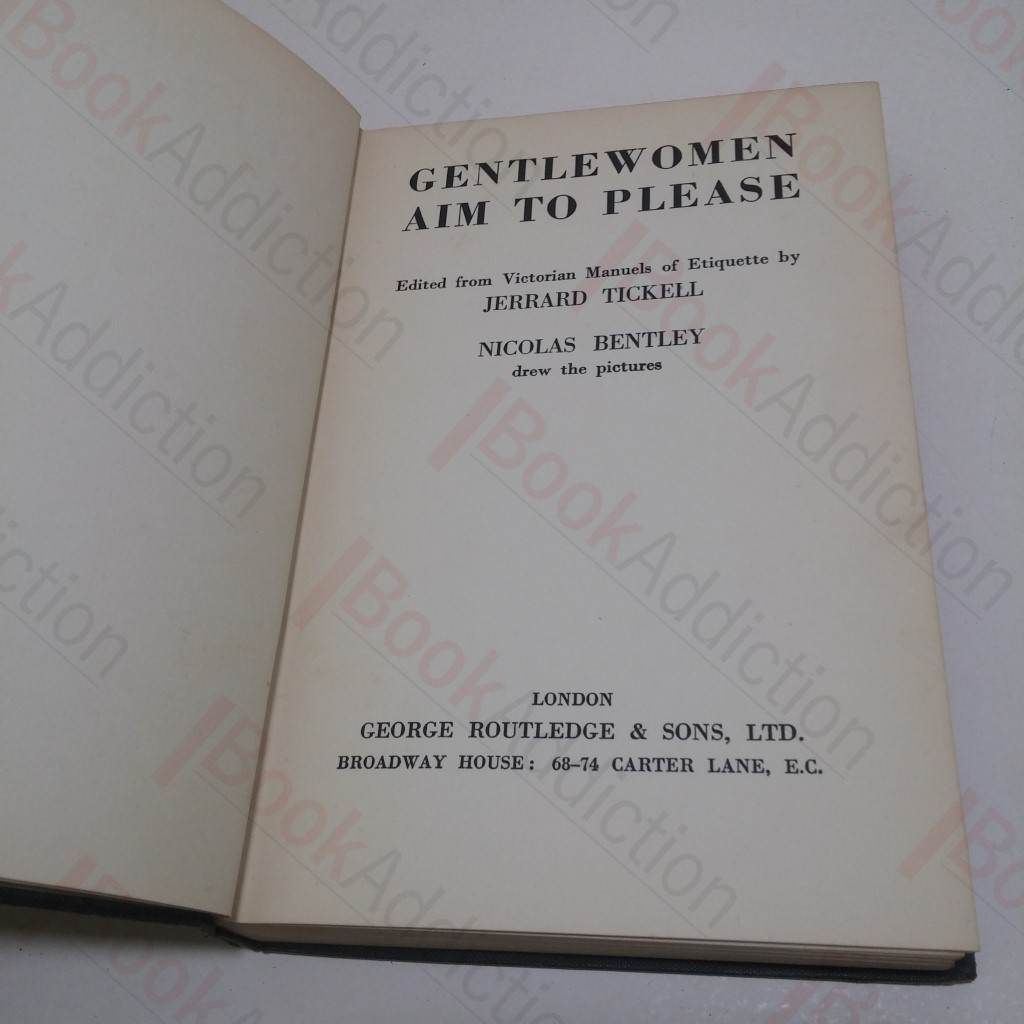 GENTLEWOMEN
AIM TO PLEASE
Edited from Victorian Manuels of Etiquette by
JERRARD TICKELL
NICOLAS BENTLEY
drew the pictures
LONDON
GEORGE ROUTLEDGE & SONS, LTD.
BROADWAY HOUSE: 68–74 CARTER LANE, E.C.
BookAddiction